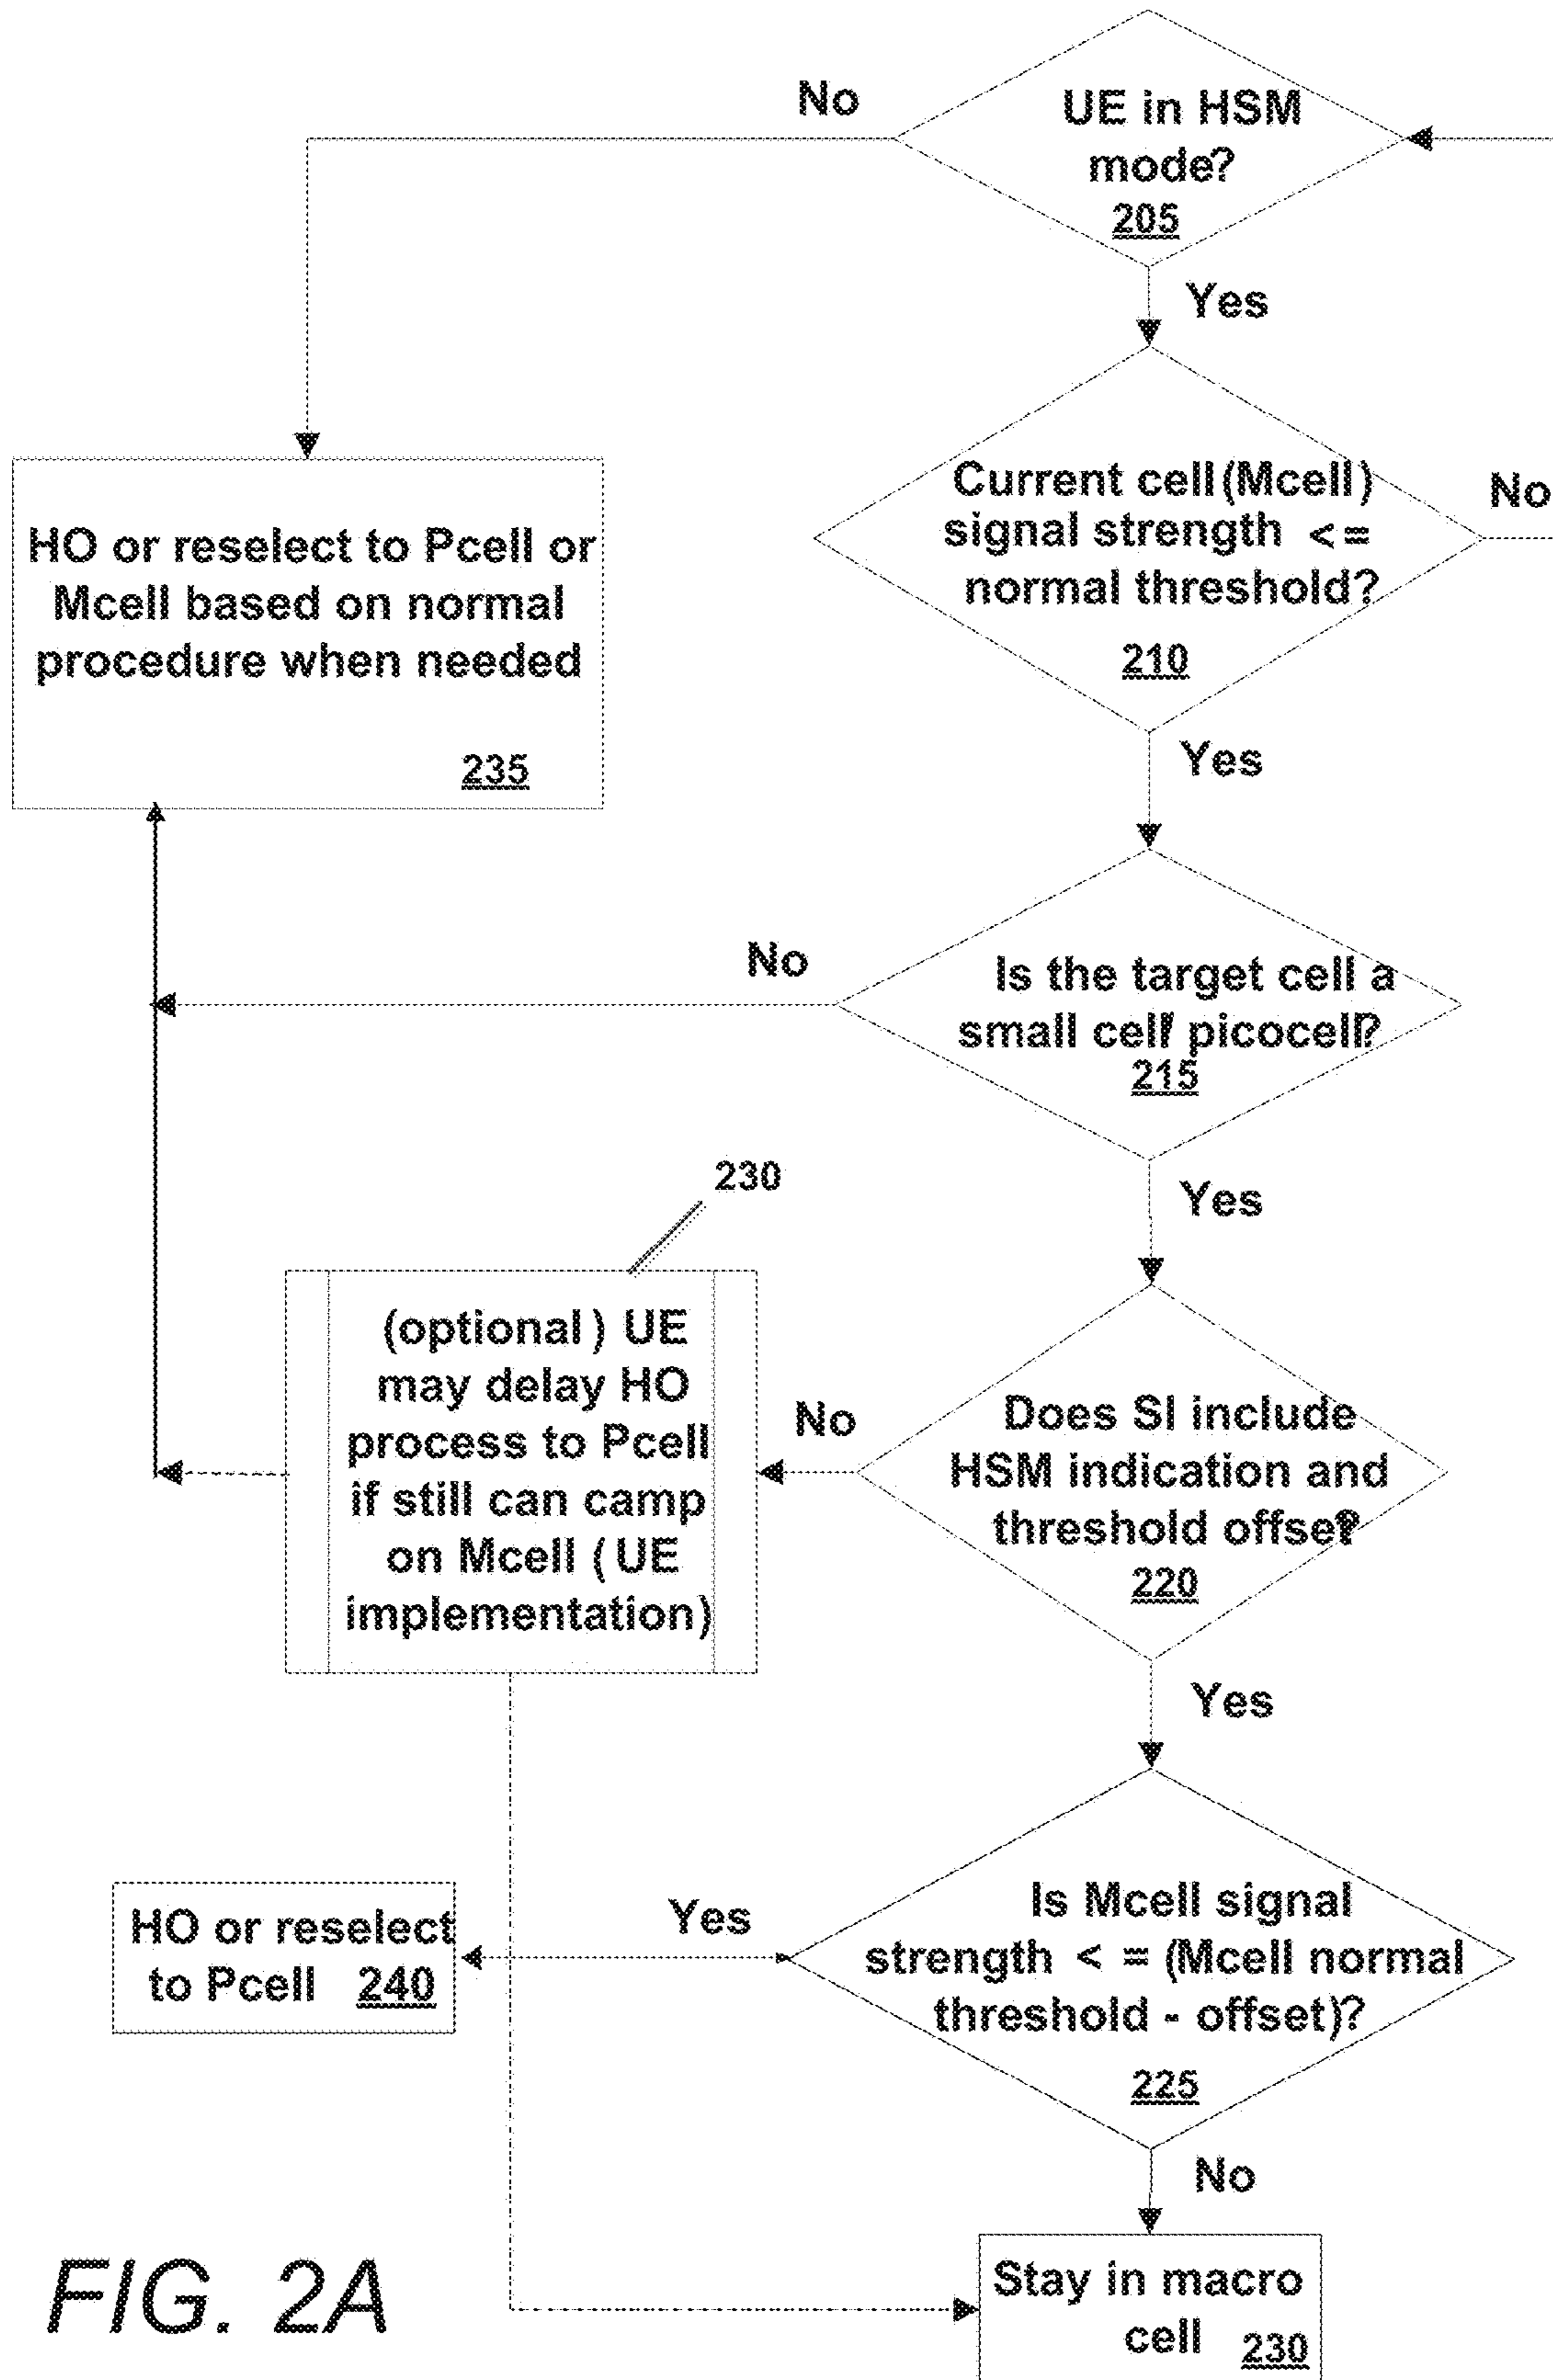 No
UE in HSM
mode?
205
Yes
Current cell (Mcell)
signal strength <=
normal threshold?
210
No
HO or reselect to Pcell or
Mcell based on normal
procedure when needed
235
Yes
No
Is the target cell a
small cell/ picocell?
215
230
Yes
(optional) UE
may delay HO
process to Pcell
if still can camp
on Mcell (UE
implementation)
No
Does SI include
HSM indication and
threshold offset?
220
Yes
HO or reselect
to Pcell 240
Yes
Is Mcell signal
strength < = (Mcell normal
threshold - offset)?
225
No
Stay in macro
cell 230
FIG. 2A